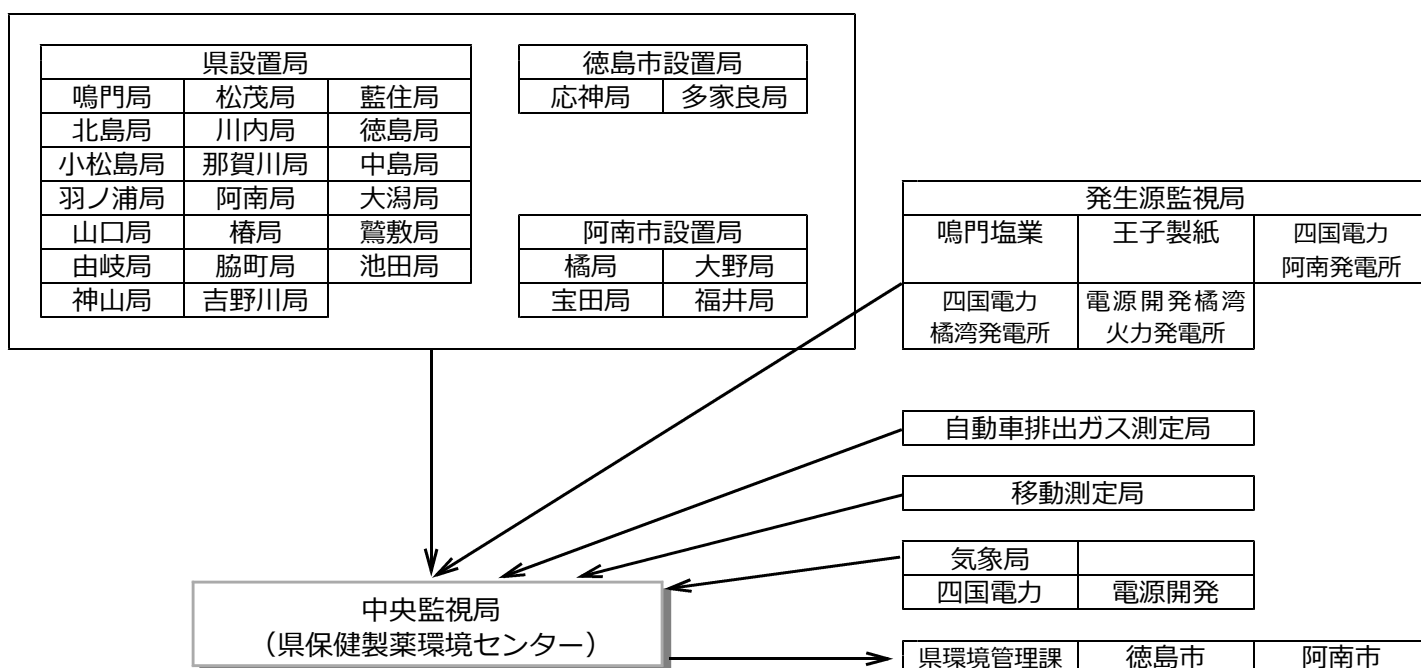 県設置局
鳴門局 松茂局 藍住局
北島局 川内局 徳島局
小松島局 那賀川局 中島局
羽ノ浦局 阿南局 大潟局
山口局 椿局 鷲敷局
由岐局 脇町局 池田局
神山局 吉野川局
徳島市設置局
応神局 多家良局
阿南市設置局
橘局 大野局
宝田局 福井局
発生源監視局
鳴門塩業 王子製紙 四国電力
阿南発電所
四国電力 電源開発橘湾
橘湾発電所 火力発電所
自動車排出ガス測定局
移動測定局
気象局
四国電力 電源開発
中央監視局
（県保健製薬環境センター）
県環境管理課 徳島市 阿南市